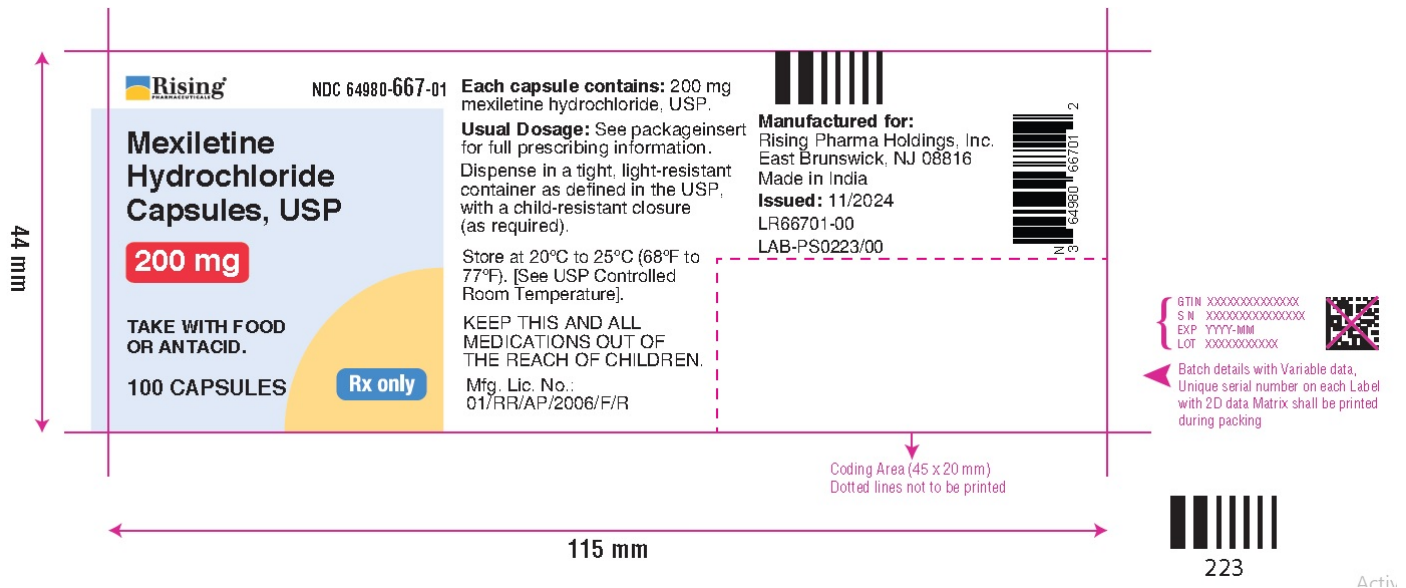 Rising®
PHARMACEUTICALS
NDC 64980-667-01
Mexiletine
Hydrochloride
Capsules, USP
200 mg
TAKE WITH FOOD
OR ANTACID.
100 CAPSULES
Rx only
Each capsule contains: 200 mg
mexiletine hydrochloride, USP.
Usual Dosage: See packageinsert
for full prescribing information.
Dispense in a tight, light-resistant
container as defined in the USP,
with a child-resistant closure
(as required).
Store at 20°C to 25°C (68°F to
77°F). [See USP Controlled
Room Temperature].
KEEP THIS AND ALL
MEDICATIONS OUT OF
THE REACH OF CHILDREN.
Mfg. Lic. No.:
01/RR/AP/2006/F/R
Manufactured for:
Rising Pharma Holdings, Inc.
East Brunswick, NJ 08816
Made in India
Issued: 11/2024
LR66701-00
LAB-PS0223/00
N
3 64980 66701 2
44 mm
115 mm
Coding Area (45 x 20 mm)
Dotted lines not to be printed
GTIN XXXXXXXXXXXXXX
S N XXXXXXXXXXXXXXX
EXP YYYY-MM
LOT XXXXXXXXXXX
Batch details with Variable data,
Unique serial number on each Label
with 2D data Matrix shall be printed
during packing
223
Activ